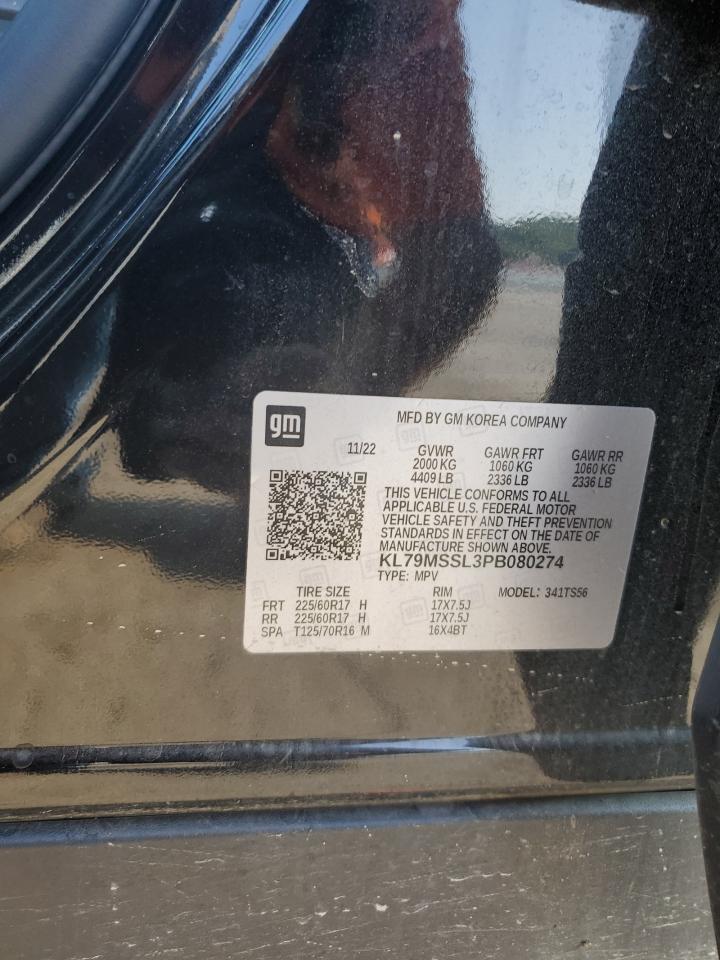 gm
MFD BY GM KOREA COMPANY
11/22 GVWR GAWR FRT GAWR RR
2000 KG 1060 KG 1060 KG
4409 LB 2336 LB 2336 LB
THIS VEHICLE CONFORMS TO ALL
APPLICABLE U.S. FEDERAL MOTOR
VEHICLE SAFETY AND THEFT PREVENTION
STANDARDS IN EFFECT ON THE DATE OF
MANUFACTURE SHOWN ABOVE.
KL79MSSL3PB080274
TYPE: MPV
TIRE SIZE RIM MODEL: 341TS56
FRT 225/60R17 H 17X7.5J
RR 225/60R17 H 17X7.5J
SPA T125/70R16 M 16X4BT